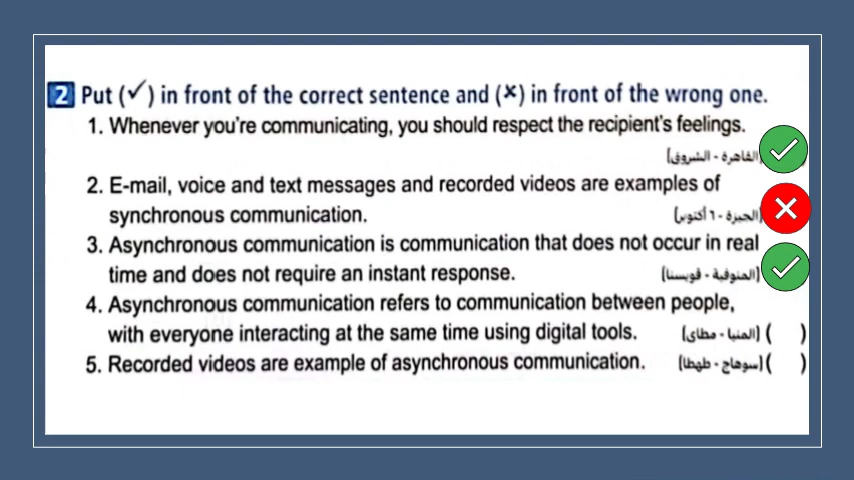 2 Put (✓) in front of the correct sentence and (×) in front of the wrong one.
1. Whenever you're communicating, you should respect the recipient's feelings.
(القاهرة - الشروق)
2. E-mail, voice and text messages and recorded videos are examples of
synchronous communication. (الجيزة - ٦ أكتوبر)
3. Asynchronous communication is communication that does not occur in real
time and does not require an instant response. (المنوفية - قويسنا)
4. Asynchronous communication refers to communication between people,
with everyone interacting at the same time using digital tools. (المنيا - مطاى) ( )
5. Recorded videos are example of asynchronous communication. (سوهاج - طهطا) ( )